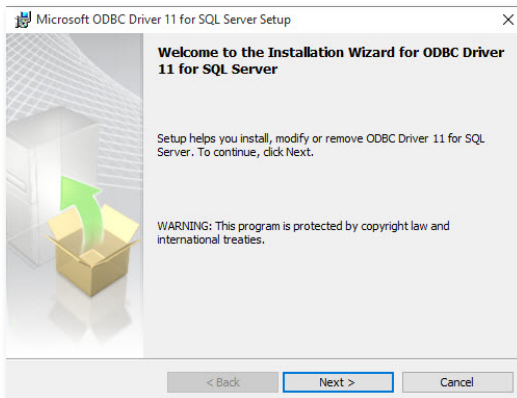 Microsoft ODBC Driver 11 for SQL Server Setup
Welcome to the Installation Wizard for ODBC Driver
11 for SQL Server
Setup helps you install, modify or remove ODBC Driver 11 for SQL
Server. To continue, click Next.
WARNING: This program is protected by copyright law and
international treaties.
< Back
Next >
Cancel